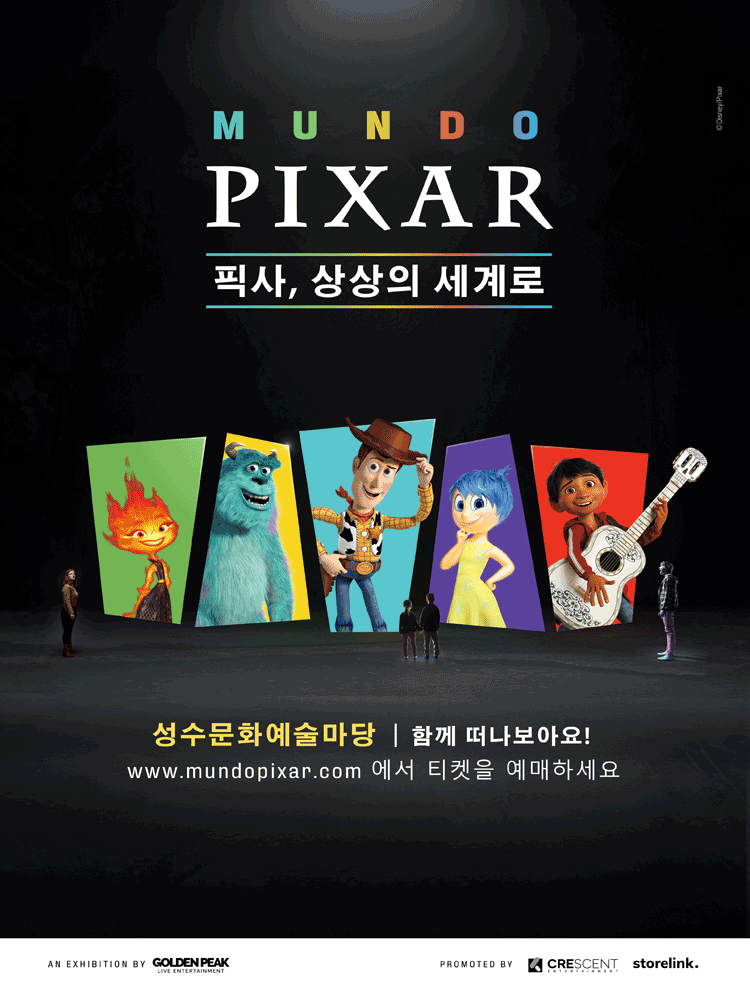 ©Disney/Pixar
MUNDO
PIXAR
픽사, 상상의 세계로
성수문화예술마당 | 함께 떠나보아요!
www.mundopixar.com 에서 티켓을 예매하세요
AN EXHIBITION BY GOLDEN PEAK
LIVE ENTERTAINMENT
PROMOTED BY CRESCENT
ENTERTAINMENT
storelink.